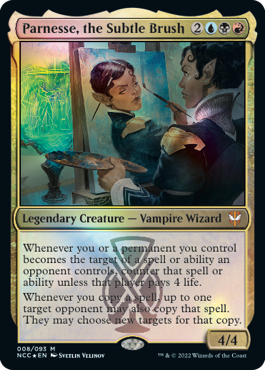 Parnesse, the Subtle Brush 2
Legendary Creature — Vampire Wizard
Whenever you or a permanent you control
becomes the target of a spell or ability an
opponent controls, counter that spell or
ability unless that player pays 4 life.
Whenever you copy a spell, up to one
target opponent may also copy that spell.
They may choose new targets for that copy.
4/4
008/093 M
NCC★EN Svetlin Velinov
™ & © 2022 Wizards of the Coast